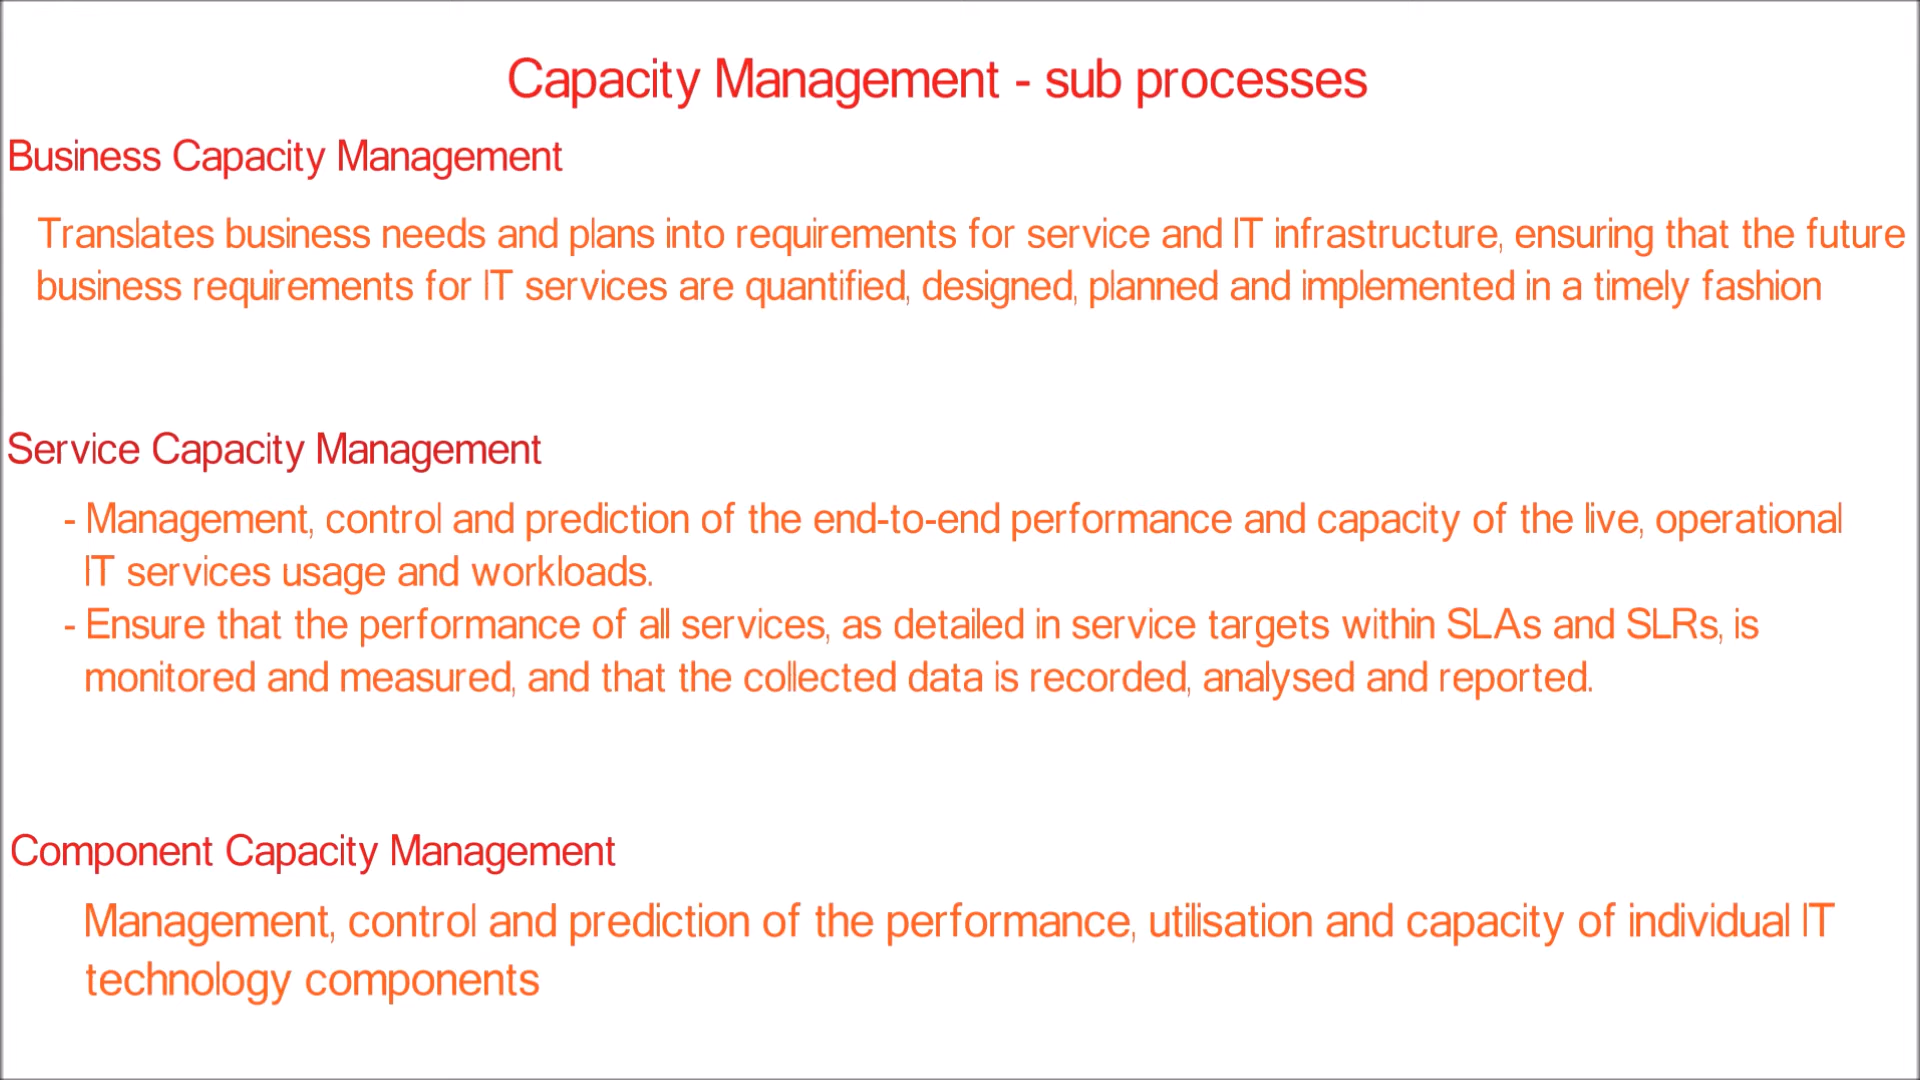 Capacity Management - sub processes
Business Capacity Management
Translates business needs and plans into requirements for service and IT infrastructure, ensuring that the future
business requirements for IT services are quantified, designed, planned and implemented in a timely fashion
Service Capacity Management
- Management, control and prediction of the end-to-end performance and capacity of the live, operational
IT services usage and workloads.
- Ensure that the performance of all services, as detailed in service targets within SLAs and SLRs, is
monitored and measured, and that the collected data is recorded, analysed and reported.
Component Capacity Management
Management, control and prediction of the performance, utilisation and capacity of individual IT
technology components